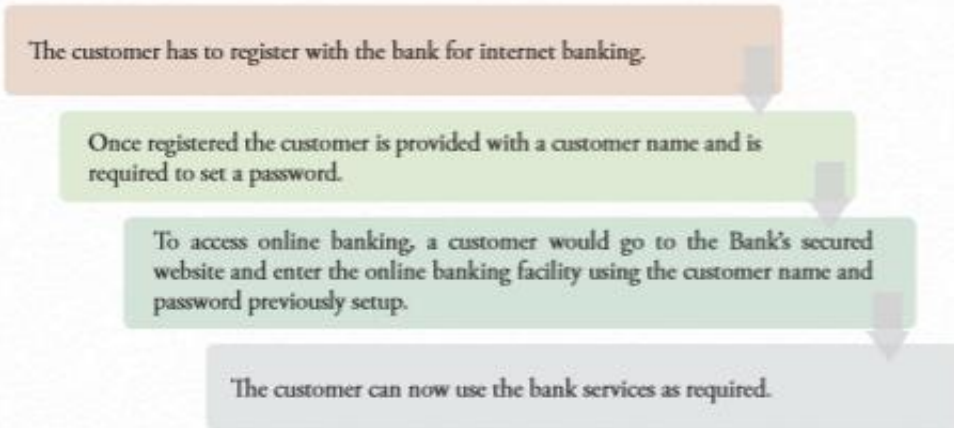 The customer has to register with the bank for internet banking.
Once registered the customer is provided with a customer name and is
required to set a password.
To access online banking, a customer would go to the Bank's secured
website and enter the online banking facility using the customer name and
password previously setup.
The customer can now use the bank services as required.